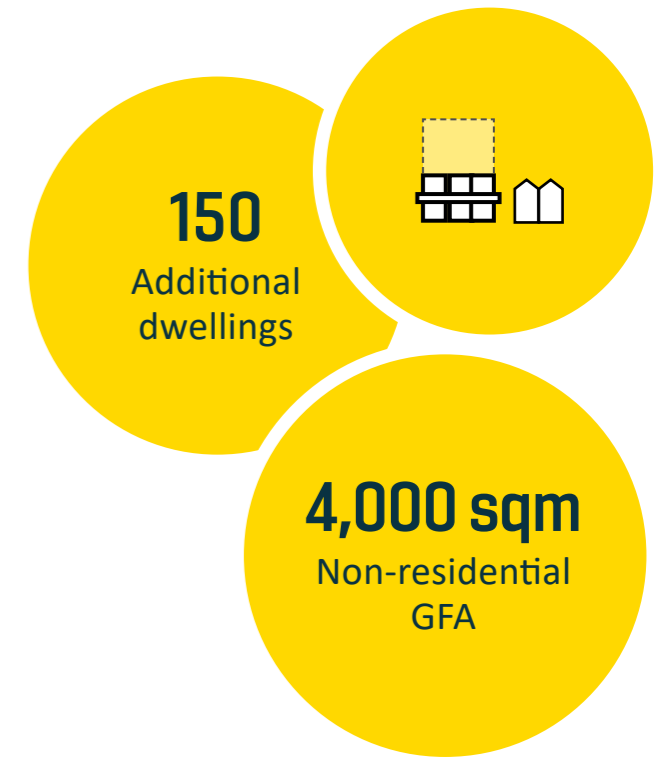 150
Additional
dwellings
4,000 sqm
Non-residential
GFA